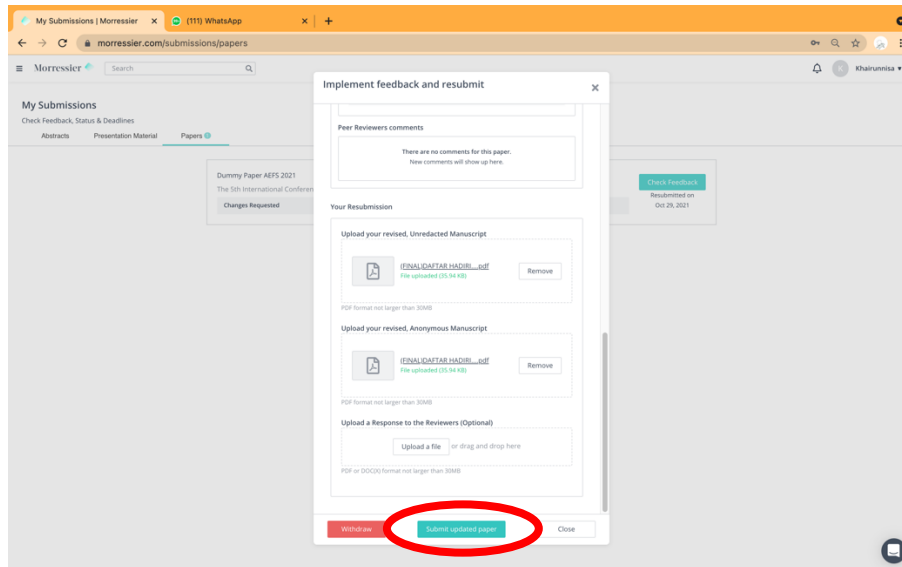 My Submissions | Morressier
(111) WhatsApp
morressier.com/submissions/papers
Morressier
Search
Khairunnisa
My Submissions
Check Feedback, Status & Deadlines
Abstracts
Presentation Material
Papers
Dummy Paper AEFS 2021
The 5th International Conferen
Changes Requested
Check Feedback
Resubmitted on
Oct 29, 2021
Implement feedback and resubmit
Peer Reviewers comments
There are no comments for this paper.
New comments will show up here.
Your Resubmission
Upload your revised, Unredacted Manuscript
(FINAL)DAFTAR HADIRI....pdf
File uploaded (35.94 KB)
Remove
PDF format not larger than 30MB
Upload your revised, Anonymous Manuscript
(FINAL)DAFTAR HADIRI....pdf
File uploaded (35.94 KB)
Remove
PDF format not larger than 30MB
Upload a Response to the Reviewers (Optional)
Upload a file or drag and drop here
PDF or DOC(X) format not larger than 30MB
Withdraw
Submit updated paper
Close